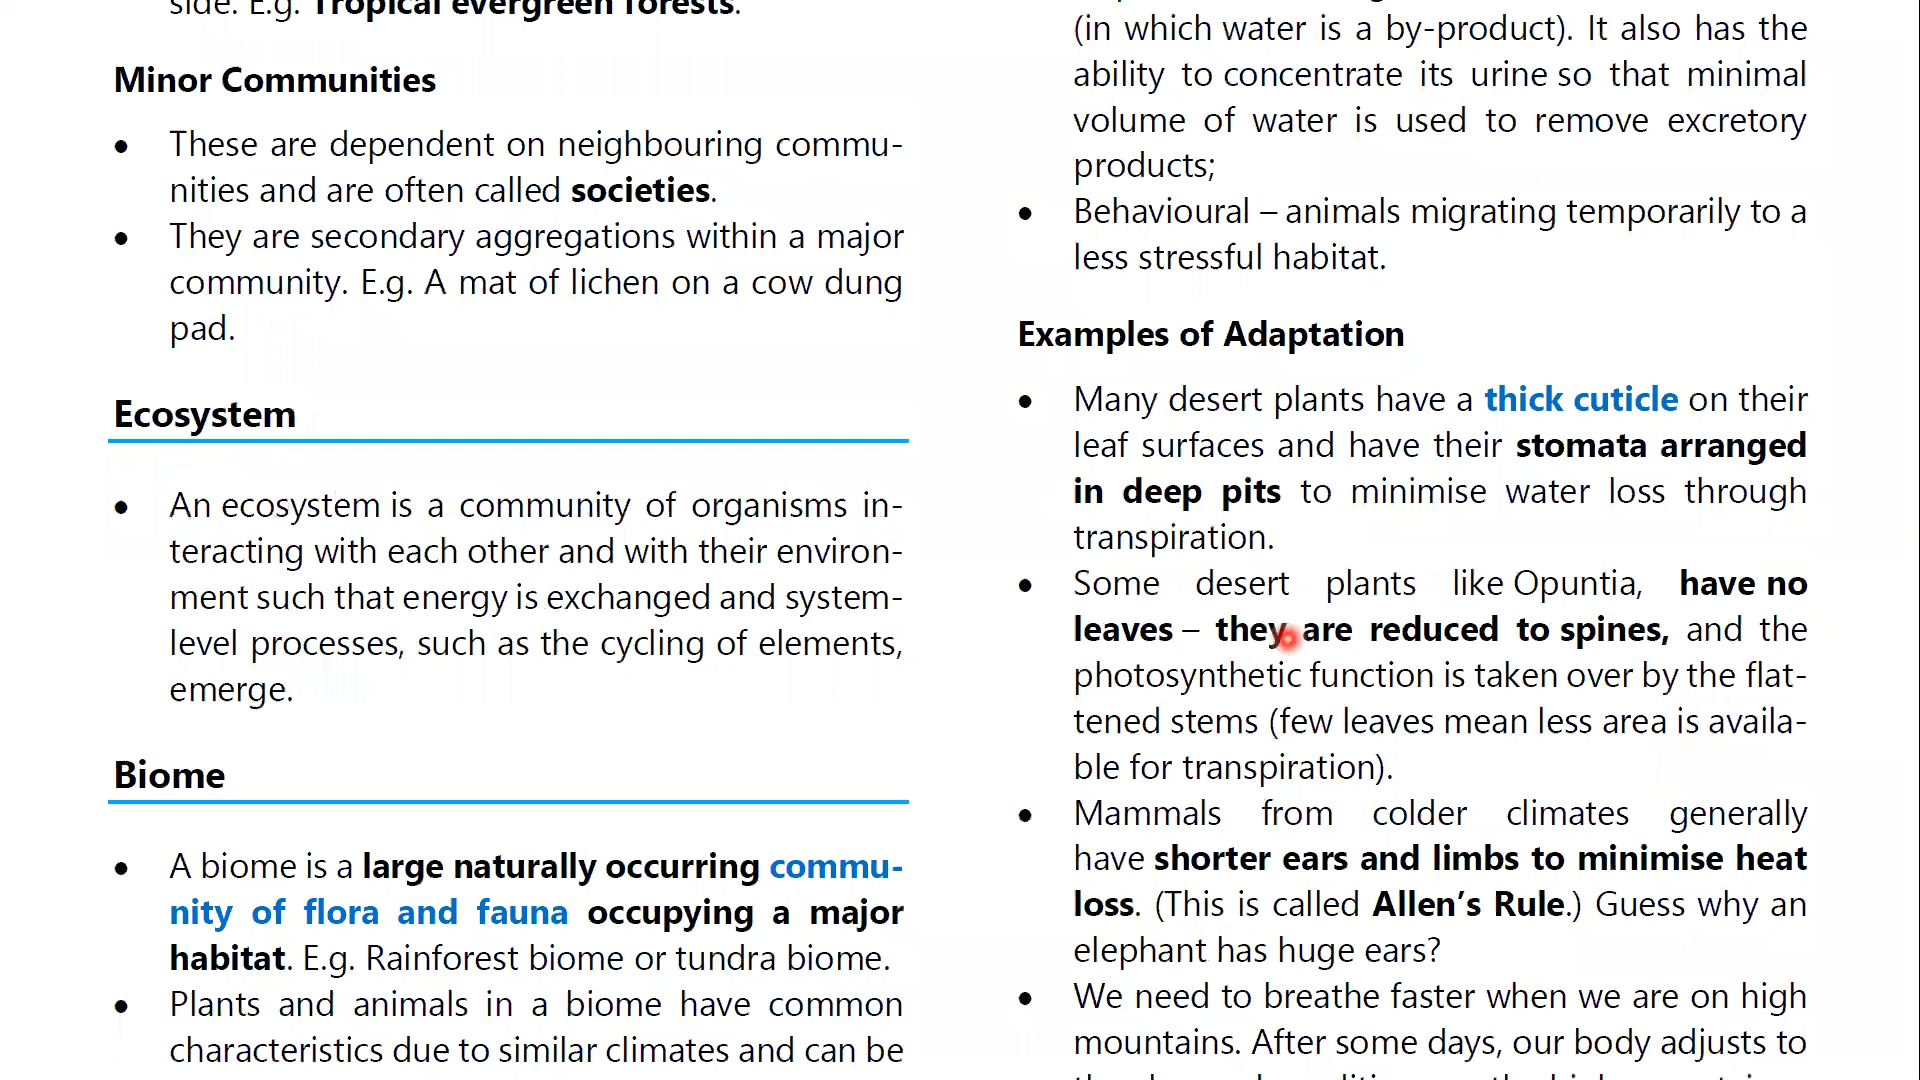 side. E.g. Tropical evergreen forests.
Minor Communities
• These are dependent on neighbouring commu-
nities and are often called societies.
• They are secondary aggregations within a major
community. E.g. A mat of lichen on a cow dung
pad.
Ecosystem
• An ecosystem is a community of organisms in-
teracting with each other and with their environ-
ment such that energy is exchanged and system-
level processes, such as the cycling of elements,
emerge.
Biome
• A biome is a large naturally occurring commu-
nity of flora and fauna occupying a major
habitat. E.g. Rainforest biome or tundra biome.
• Plants and animals in a biome have common
characteristics due to similar climates and can be
(in which water is a by-product). It also has the
ability to concentrate its urine so that minimal
volume of water is used to remove excretory
products;
• Behavioural – animals migrating temporarily to a
less stressful habitat.
Examples of Adaptation
• Many desert plants have a thick cuticle on their
leaf surfaces and have their stomata arranged
in deep pits to minimise water loss through
transpiration.
• Some desert plants like Opuntia, have no
leaves – they are reduced to spines, and the
photosynthetic function is taken over by the flat-
tened stems (few leaves mean less area is availa-
ble for transpiration).
• Mammals from colder climates generally
have shorter ears and limbs to minimise heat
loss. (This is called Allen's Rule.) Guess why an
elephant has huge ears?
• We need to breathe faster when we are on high
mountains. After some days, our body adjusts to